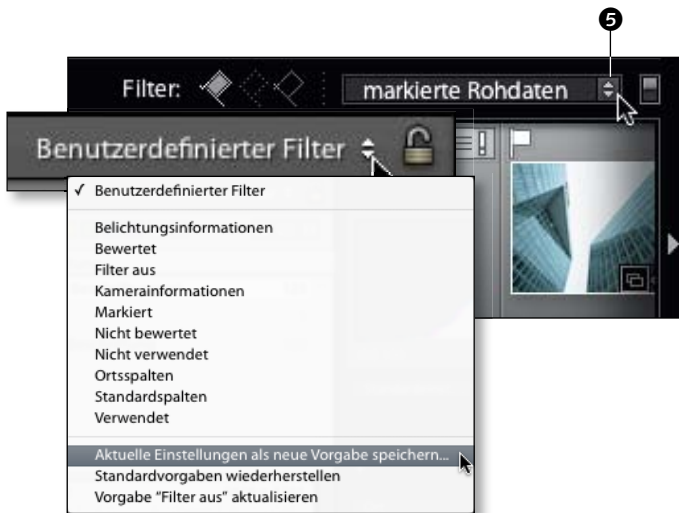 5
Filter:
markierte Rohdaten
Benutzerdefinierter Filter
✓ Benutzerdefinierter Filter
Belichtungsinformationen
Bewertet
Filter aus
Kamerainformationen
Markiert
Nicht bewertet
Nicht verwendet
Ortsspalten
Standardspalten
Verwendet
Aktuelle Einstellungen als neue Vorgabe speichern...
Standardvorgaben wiederherstellen
Vorgabe "Filter aus" aktualisieren